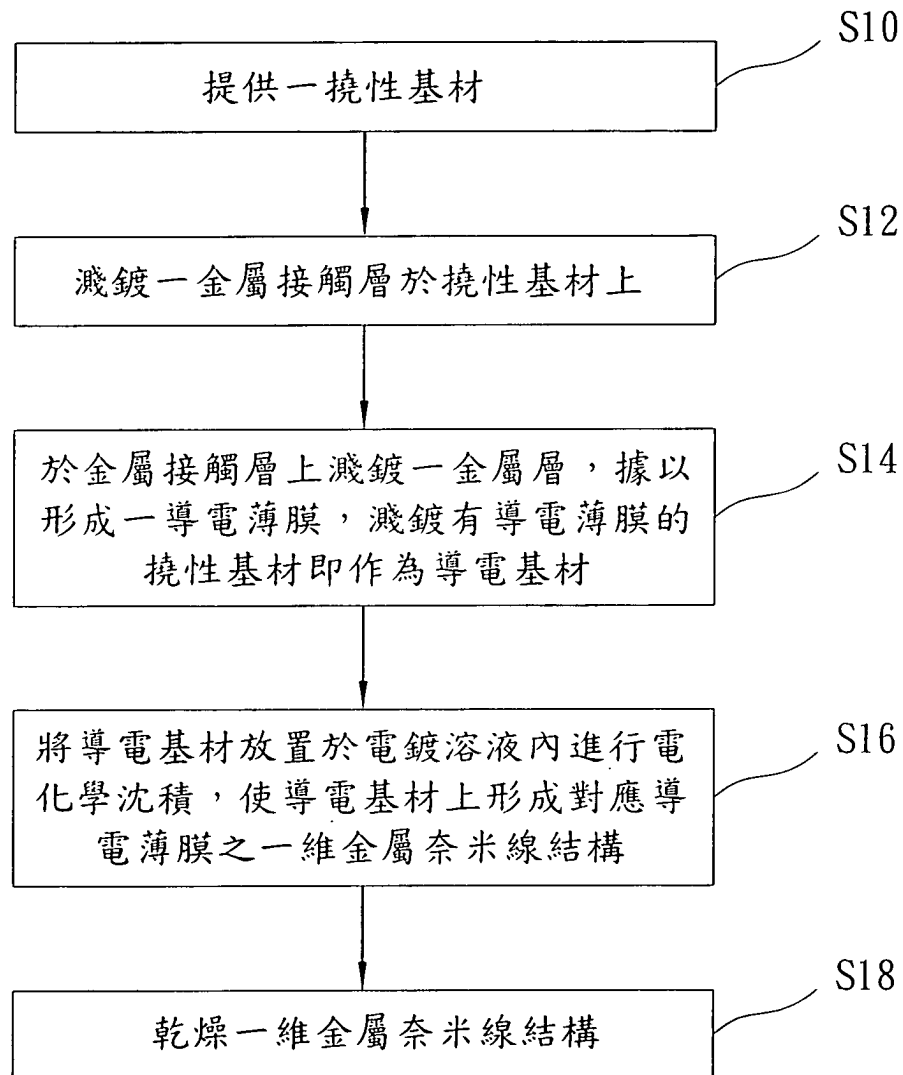 S10
提供一撓性基材
S12
濺鍍一金屬接觸層於撓性基材上
S14
於金屬接觸層上濺鍍一金屬層，據以
形成一導電薄膜，濺鍍有導電薄膜的
撓性基材即作為導電基材
S16
將導電基材放置於電鍍溶液內進行電
化學沈積，使導電基材上形成對應導
電薄膜之一維金屬奈米線結構
S18
乾燥一維金屬奈米線結構